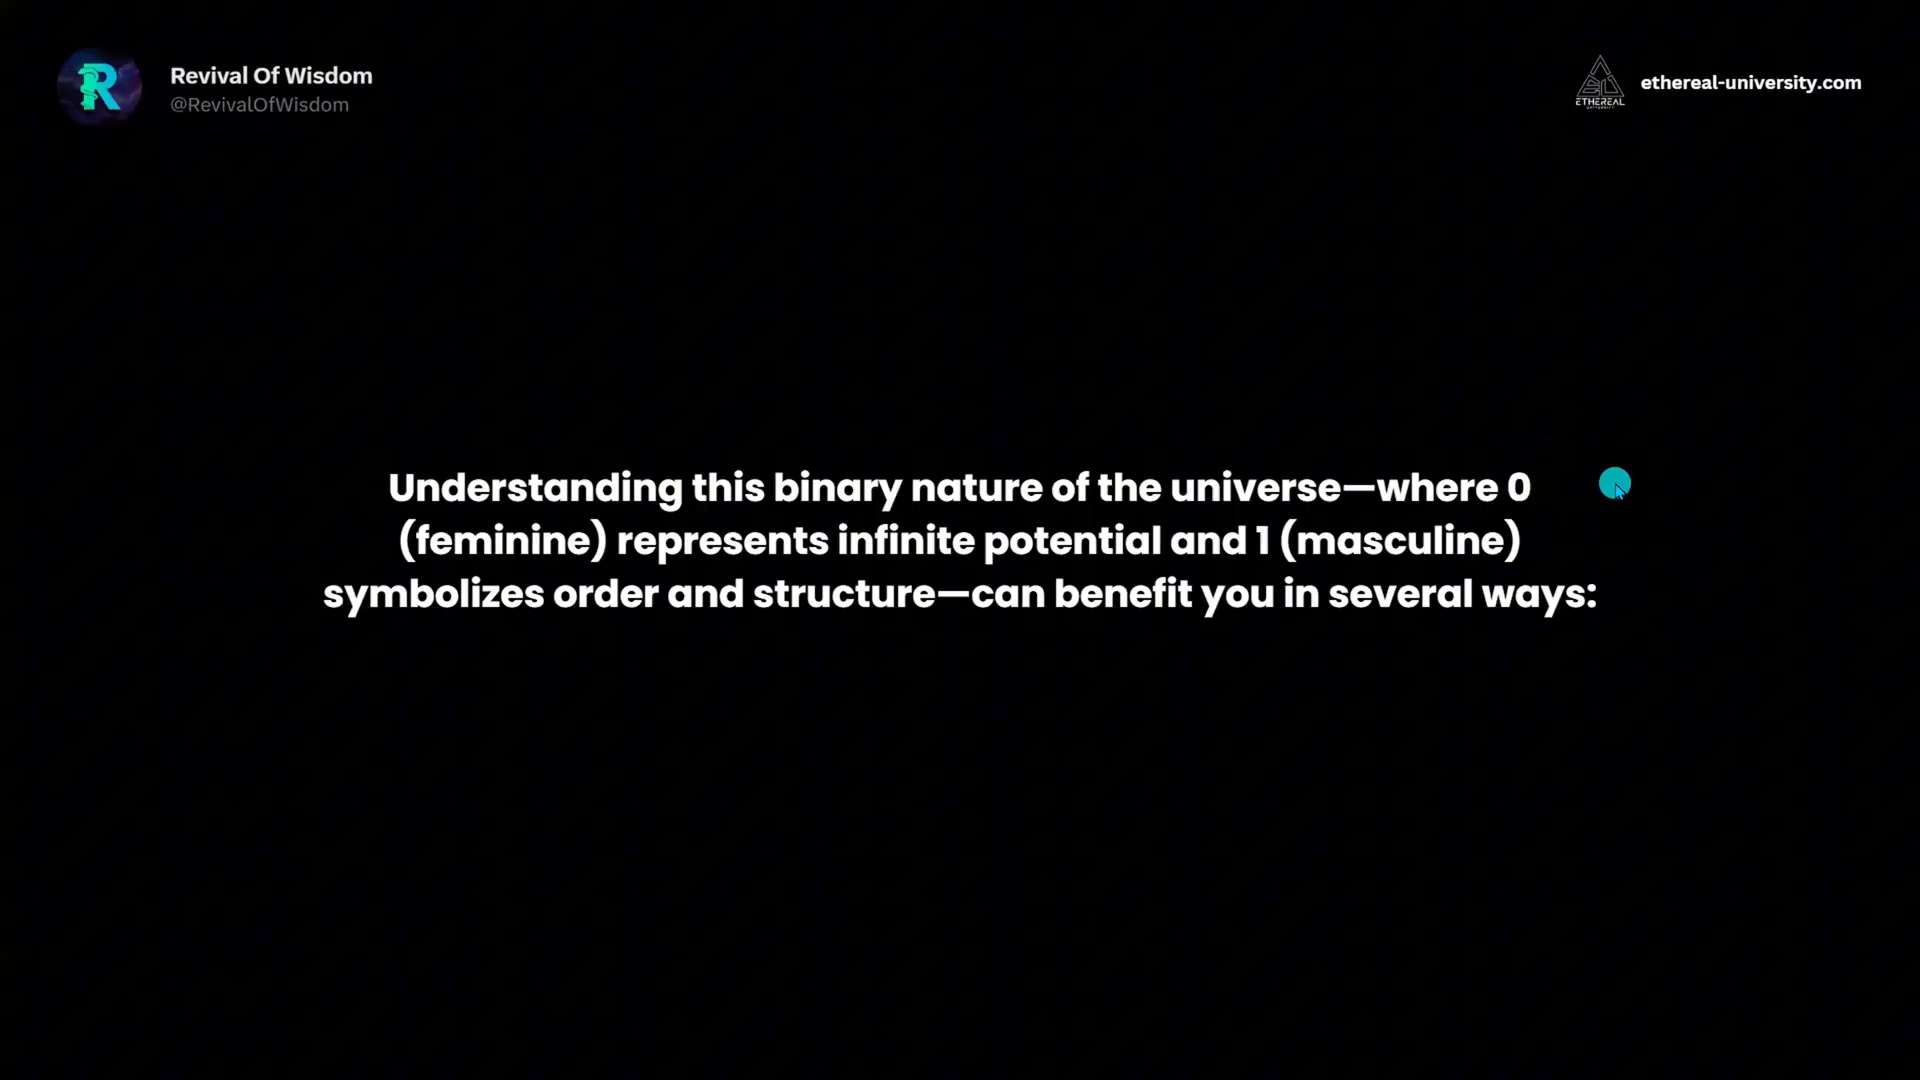 Revival Of Wisdom
@RevivalOfWisdom
ETHEREAL
ethereal-university.com
Understanding this binary nature of the universe—where 0
(feminine) represents infinite potential and 1 (masculine)
symbolizes order and structure—can benefit you in several ways: